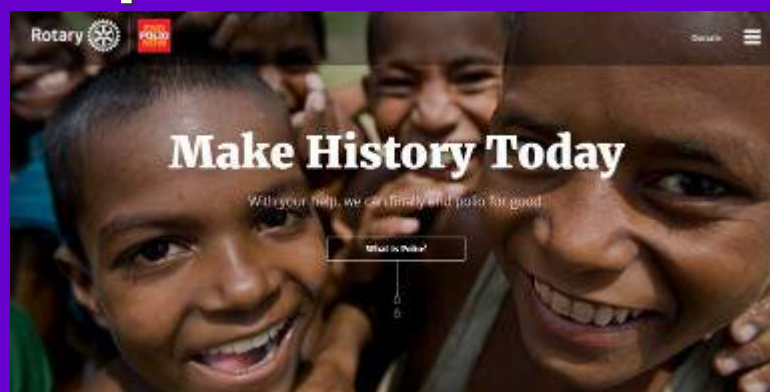 Rotary
END
POLIO
NOW
Donate
Make History Today
With your help, we can finally end polio for good
What is Polio?